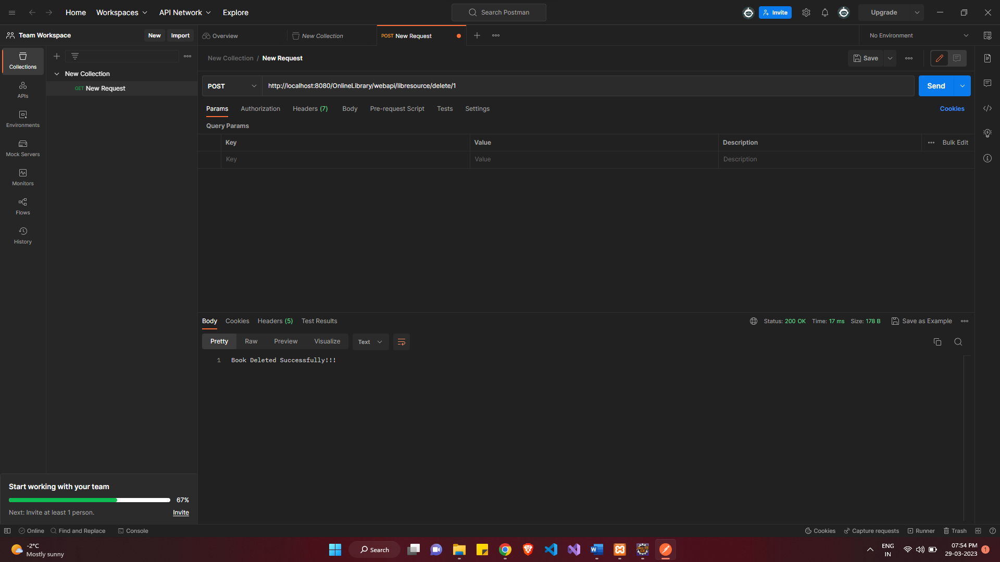 Home Workspaces API Network Explore Search Postman Invite Upgrade
Team Workspace New Import Overview New Collection POST New Request No Environment
Collections
New Collection
GET New Request
APIs
Environments
Mock Servers
Monitors
Flows
History
New Collection / New Request Save
POST http://localhost:8080/OnlineLibrary/webapi/libresource/delete/1 Send
Params Authorization Headers (7) Body Pre-request Script Tests Settings Cookies
Query Params
Key Value Description Bulk Edit
Key Value Description
Body Cookies Headers (5) Test Results Status: 200 OK Time: 17 ms Size: 178 B Save as Example
Pretty Raw Preview Visualize Text
1 Book Deleted Successfully!!!
Start working with your team
67%
Next: Invite at least 1 person. Invite
Online Find and Replace Console Cookies Capture requests Runner Trash
-2°C
Mostly sunny
Search
ENG
IN
07:54 PM
29-03-2023
1